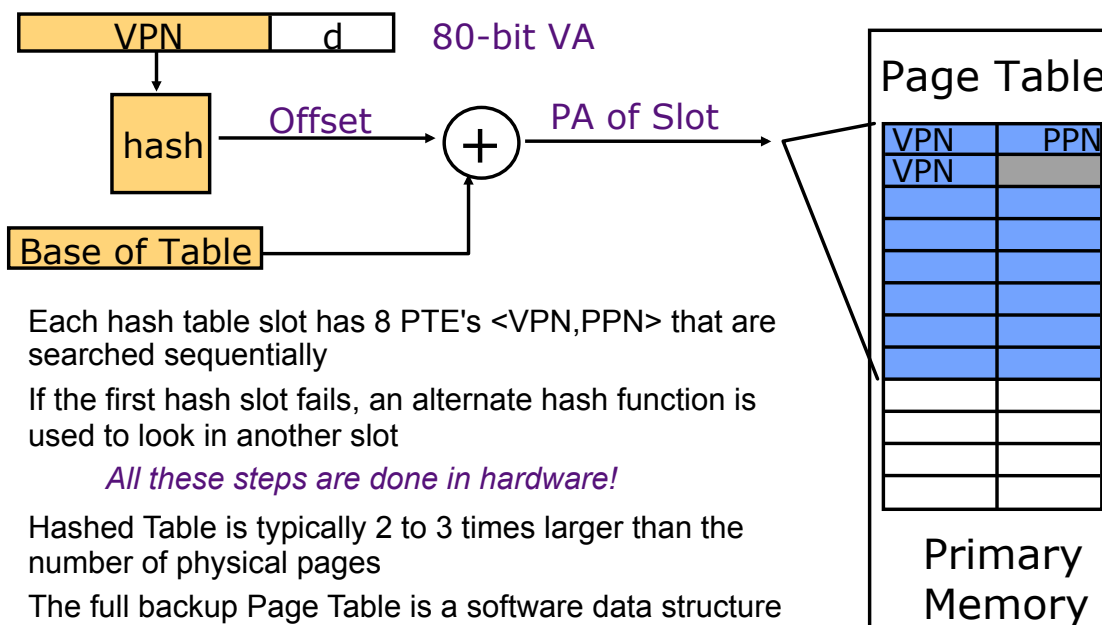 VPN d 80-bit VA
Page Table
hash Offset + PA of Slot
VPN PPN
VPN
Base of Table
Each hash table slot has 8 PTE's <VPN,PPN> that are
searched sequentially
If the first hash slot fails, an alternate hash function is
used to look in another slot
All these steps are done in hardware!
Hashed Table is typically 2 to 3 times larger than the
number of physical pages
The full backup Page Table is a software data structure
Primary
Memory